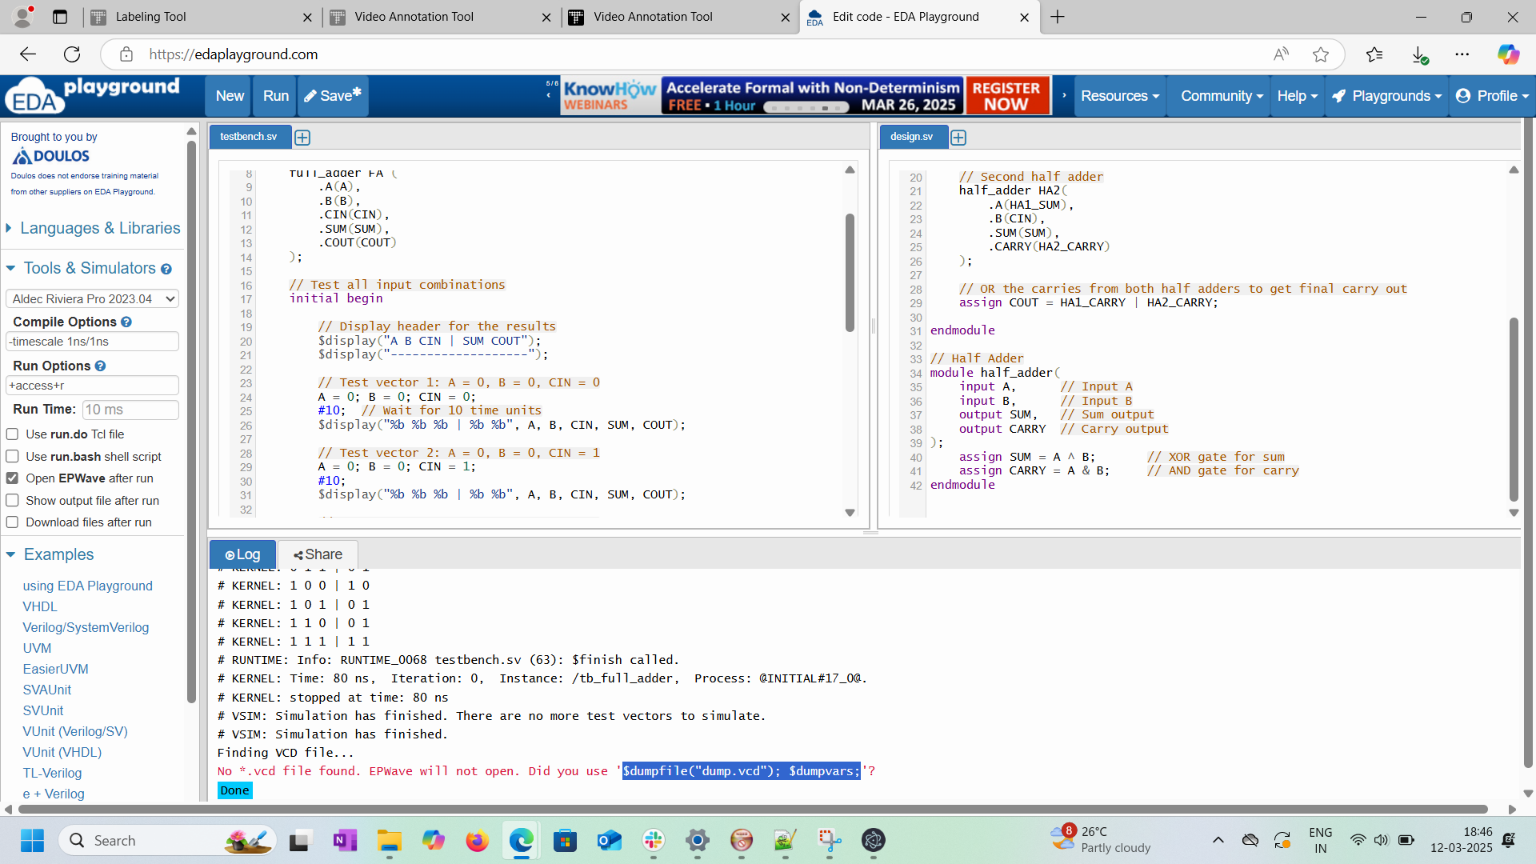 Labeling Tool
Video Annotation Tool
Video Annotation Tool
EDA
Edit code - EDA Playground
https://edaplayground.com
EDA playground
New
Run
Save*
5/6
KnowHow
WEBINARS
Accelerate Formal with Non-Determinism
FREE • 1 Hour
MAR 26, 2025
REGISTER
NOW
Resources
Community
Help
Playgrounds
Profile
Brought to you by
DOULOS
Doulos does not endorse training material
from other suppliers on EDA Playground.
Languages & Libraries
Tools & Simulators
Aldec Riviera Pro 2023.04
Compile Options
-timescale 1ns/1ns
Run Options
+access+r
Run Time: 10 ms
Use run.do Tcl file
Use run.bash shell script
Open EPWave after run
Show output file after run
Download files after run
Examples
using EDA Playground
VHDL
Verilog/SystemVerilog
UVM
EasierUVM
SVAUnit
SVUnit
VUnit (Verilog/SV)
VUnit (VHDL)
TL-Verilog
e + Verilog
testbench.sv
8 full_adder FA (
9 .A(A),
10 .B(B),
11 .CIN(CIN),
12 .SUM(SUM),
13 .COUT(COUT)
14 );
15
16 // Test all input combinations
17 initial begin
18
19 // Display header for the results
20 $display("A B CIN | SUM COUT");
21 $display("-------------------");
22
23 // Test vector 1: A = 0, B = 0, CIN = 0
24 A = 0; B = 0; CIN = 0;
25 #10; // Wait for 10 time units
26 $display("%b %b %b | %b %b", A, B, CIN, SUM, COUT);
27
28 // Test vector 2: A = 0, B = 0, CIN = 1
29 A = 0; B = 0; CIN = 1;
30 #10;
31 $display("%b %b %b | %b %b", A, B, CIN, SUM, COUT);
32
design.sv
20 // Second half adder
21 half_adder HA2(
22 .A(HA1_SUM),
23 .B(CIN),
24 .SUM(SUM),
25 .CARRY(HA2_CARRY)
26 );
27
28 // OR the carries from both half adders to get final carry out
29 assign COUT = HA1_CARRY | HA2_CARRY;
30
31 endmodule
32
33 // Half Adder
34 module half_adder(
35 input A, // Input A
36 input B, // Input B
37 output SUM, // Sum output
38 output CARRY // Carry output
39 );
40 assign SUM = A ^ B; // XOR gate for sum
41 assign CARRY = A & B; // AND gate for carry
42 endmodule
Log
Share
# KERNEL: 0 1 1 | 0 1
# KERNEL: 1 0 0 | 1 0
# KERNEL: 1 0 1 | 0 1
# KERNEL: 1 1 0 | 0 1
# KERNEL: 1 1 1 | 1 1
# RUNTIME: Info: RUNTIME_0068 testbench.sv (63): $finish called.
# KERNEL: Time: 80 ns, Iteration: 0, Instance: /tb_full_adder, Process: @INITIAL#17_0@.
# KERNEL: stopped at time: 80 ns
# VSIM: Simulation has finished. There are no more test vectors to simulate.
# VSIM: Simulation has finished.
Finding VCD file...
No *.vcd file found. EPWave will not open. Did you use '$dumpfile("dump.vcd"); $dumpvars;'?
Done
Search
8
26°C
Partly cloudy
ENG
IN
18:46
12-03-2025